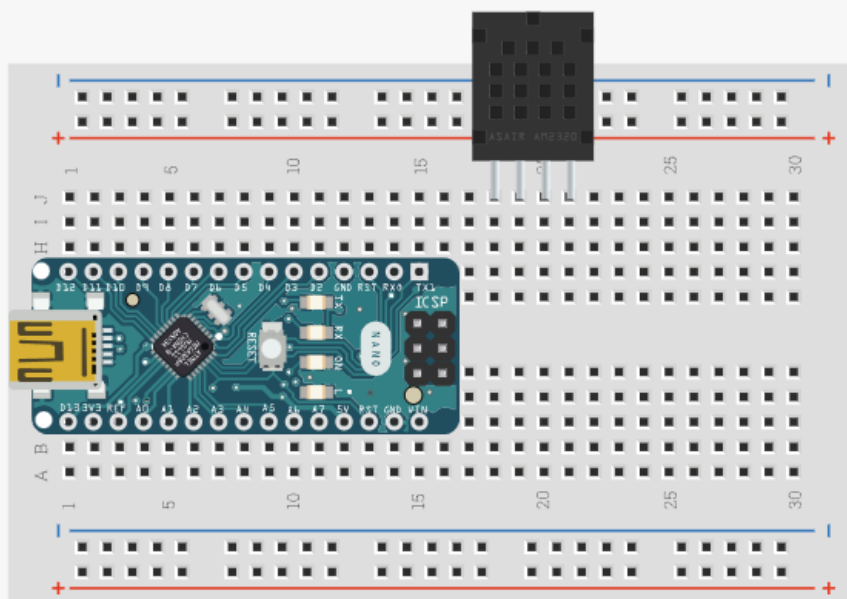 - -
+ +
ASAIR AM2320
1 5 10 15 20 25 30
J
I
H
D12 D11 D10 D9 D8 D7 D6 D5 D4 D3 D2 GND RST RX0 TX1
TX
ICSP
RX
RESET
NANO
ON
L
D13 3V3 REF A0 A1 A2 A3 A4 A5 A6 A7 5V RST GND VIN
B
A
1 5 10 15 20 25 30
- -
+ +